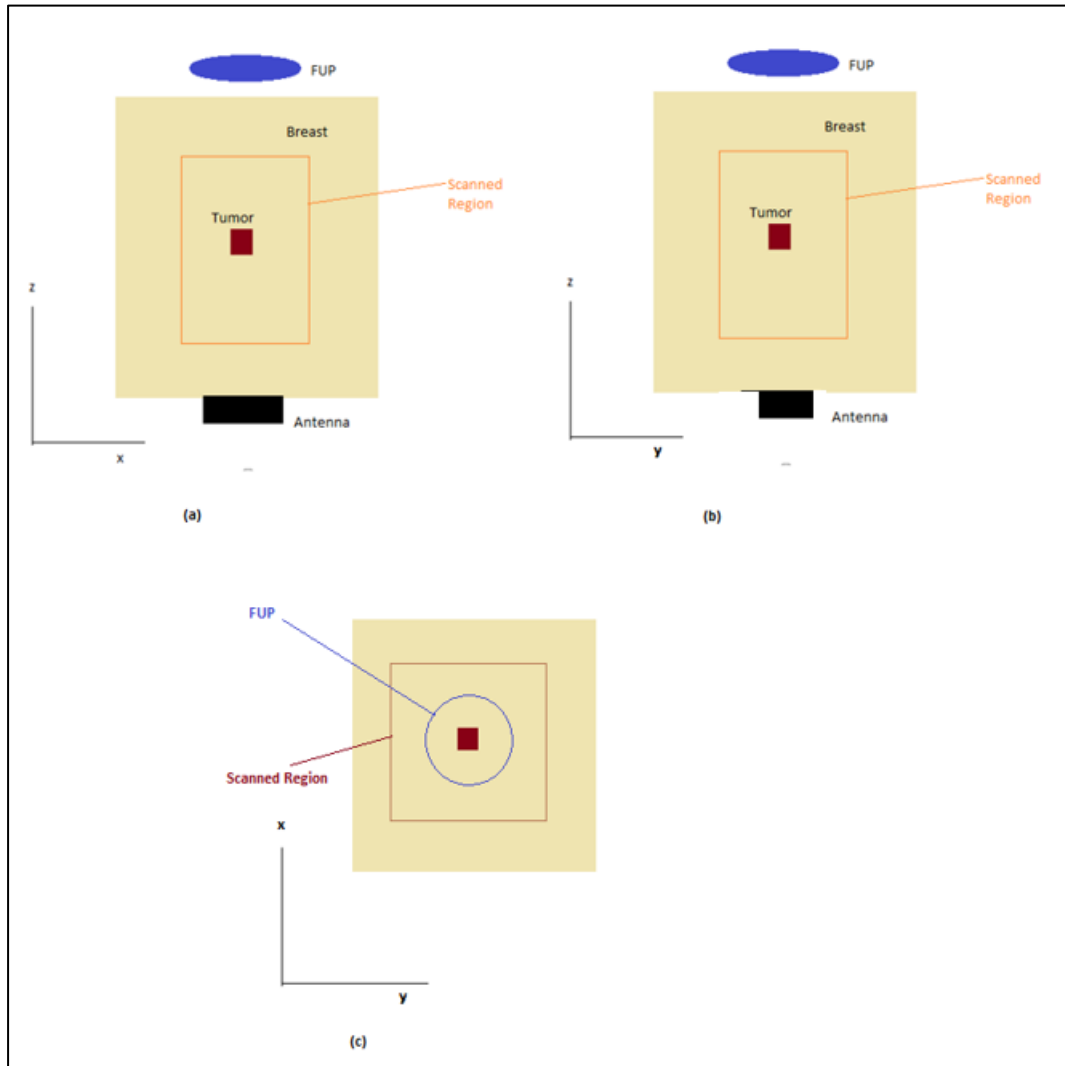 FUP
Breast
Scanned
Region
Tumor
z
Antenna
x
(a)
FUP
Breast
Scanned
Region
Tumor
z
Antenna
y
(b)
FUP
Scanned Region
x
y
(c)